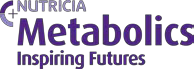 NUTRICIA
Metabolics
Inspiring Futures